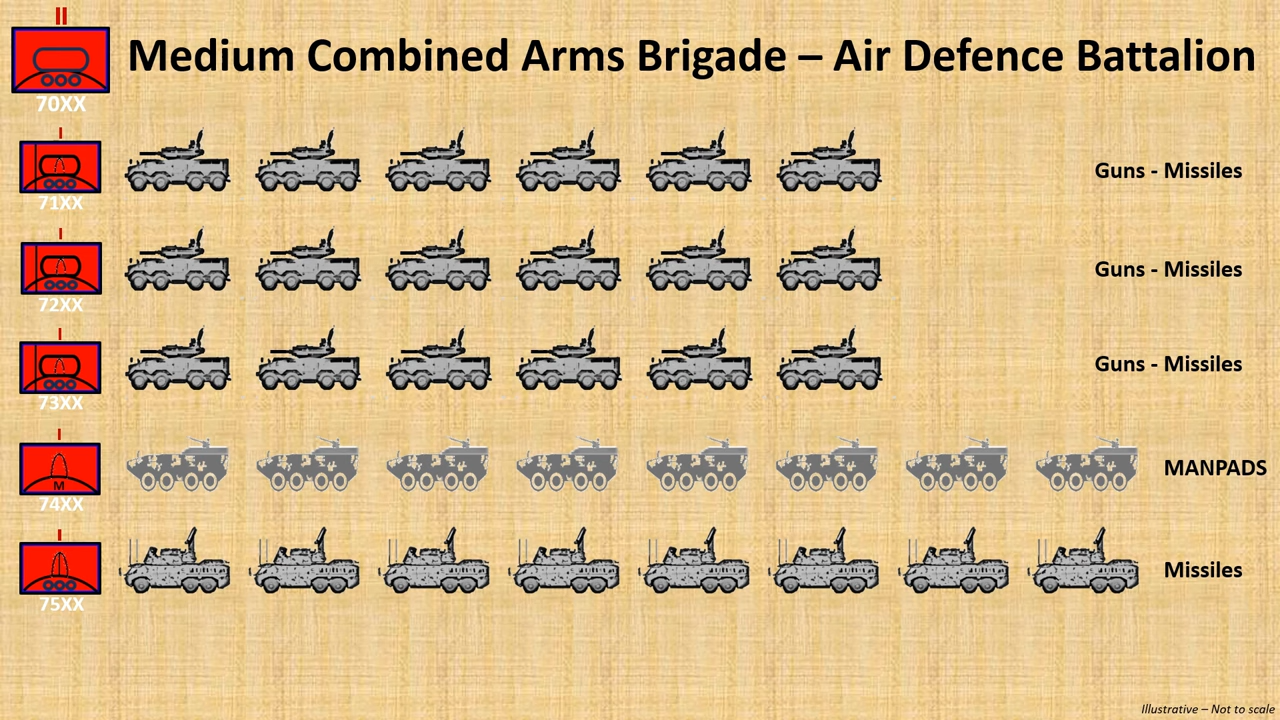 Medium Combined Arms Brigade – Air Defence Battalion
70XX
71XX
Guns - Missiles
72XX
Guns - Missiles
73XX
Guns - Missiles
M
74XX
MANPADS
75XX
Missiles
Illustrative – Not to scale